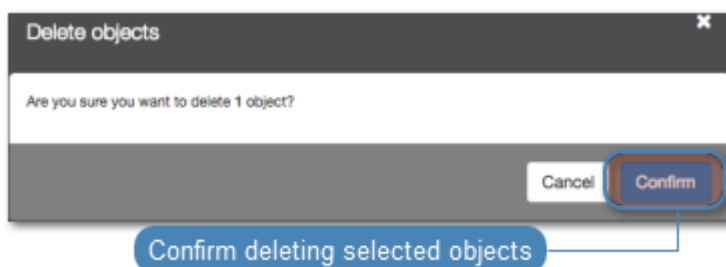 Delete objects
Are you sure you want to delete 1 object?
Cancel Confirm
Confirm deleting selected objects